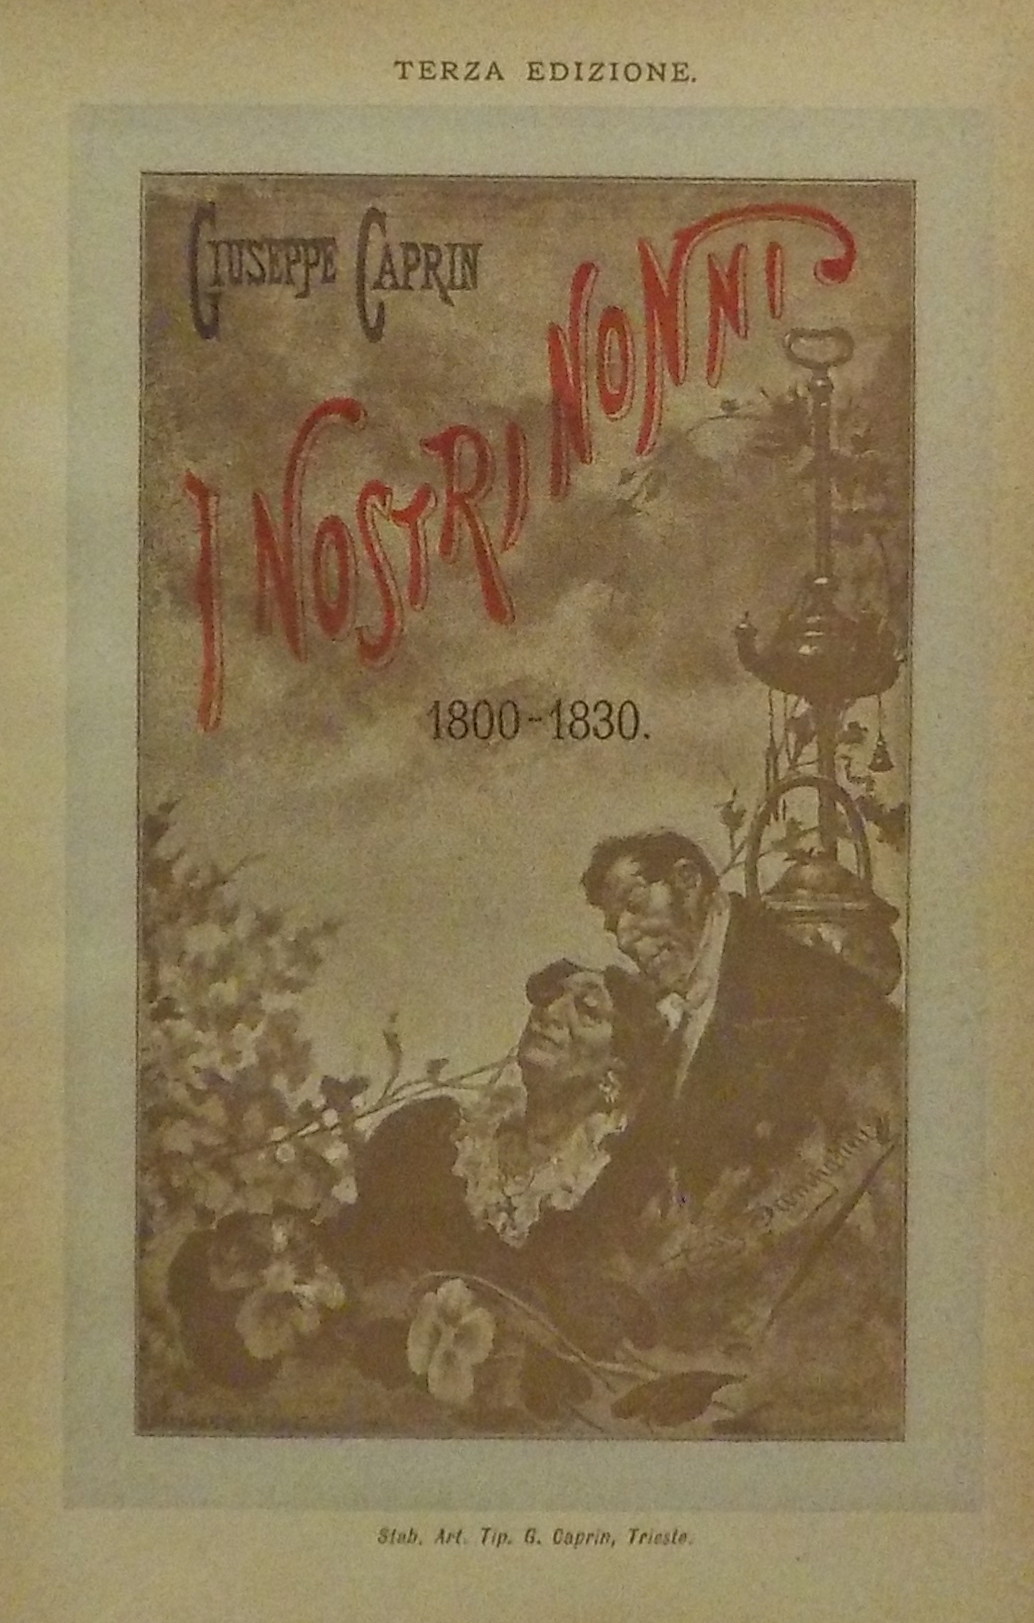 TERZA EDIZIONE.
GIUSEPPE CAPRIN
I NOSTRI NONNI
1800-1830.
Stab. Art. Tip. G. Caprin, Trieste.